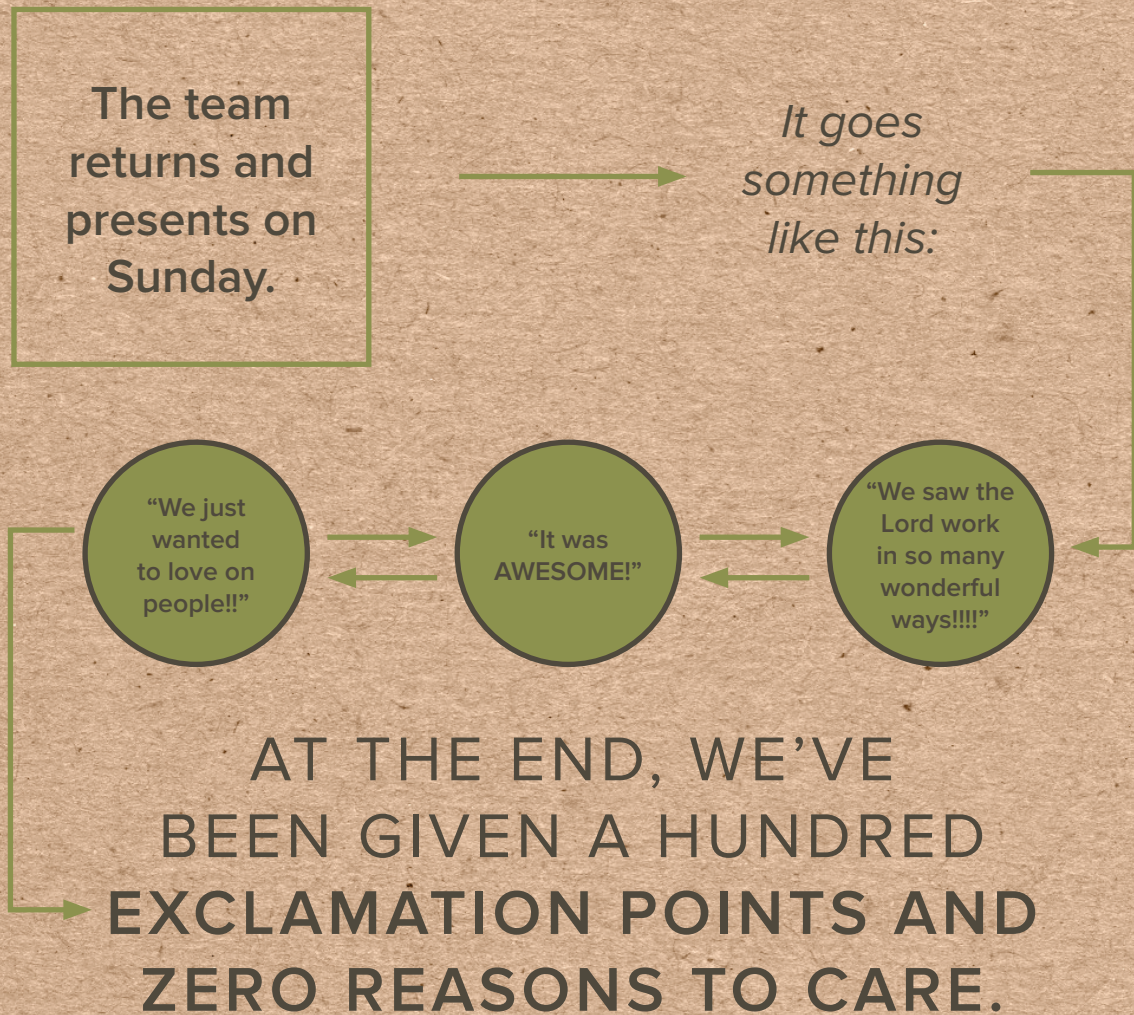 The team
returns and
presents on
Sunday.
It goes
something
like this:
“We just
wanted
to love on
people!!”
“It was
AWESOME!”
“We saw the
Lord work
in so many
wonderful
ways!!!!”
AT THE END, WE’VE
BEEN GIVEN A HUNDRED
EXCLAMATION POINTS AND
ZERO REASONS TO CARE.